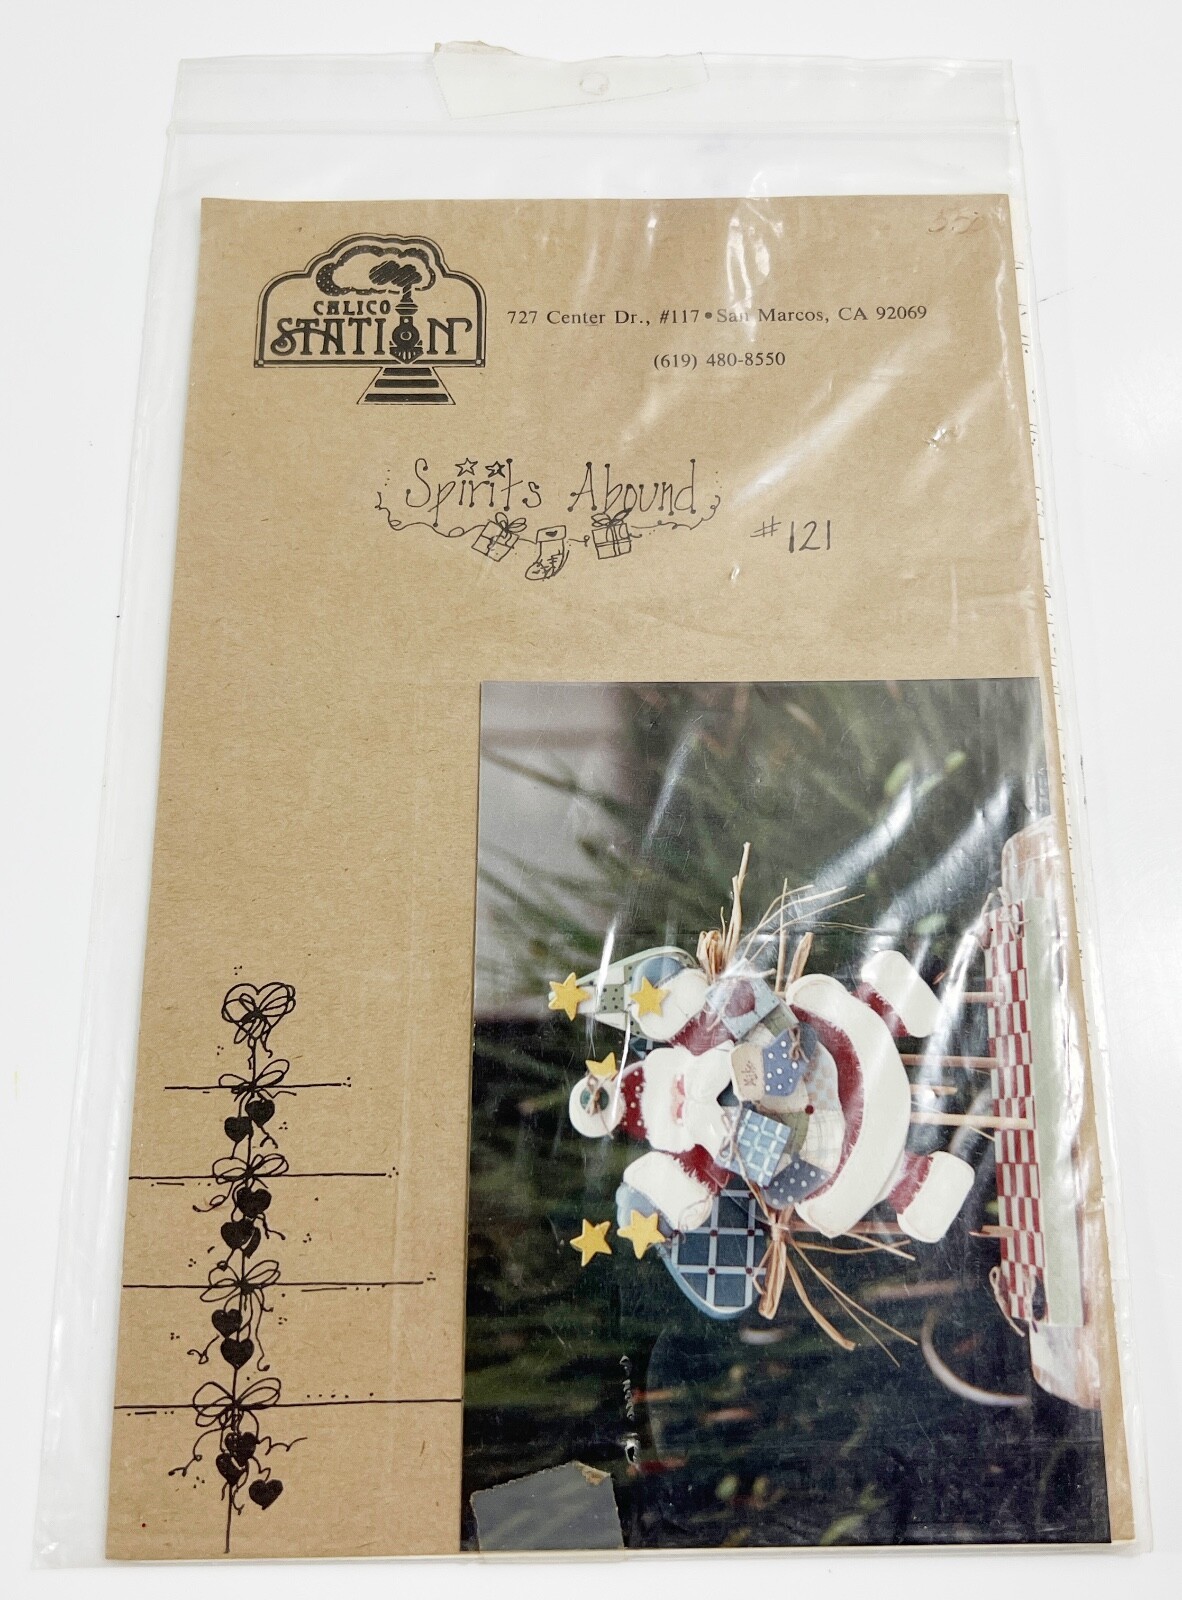 CALICO
STATION
727 Center Dr., #117 • San Marcos, CA 92069
(619) 480-8550
Spirits Abound
#121